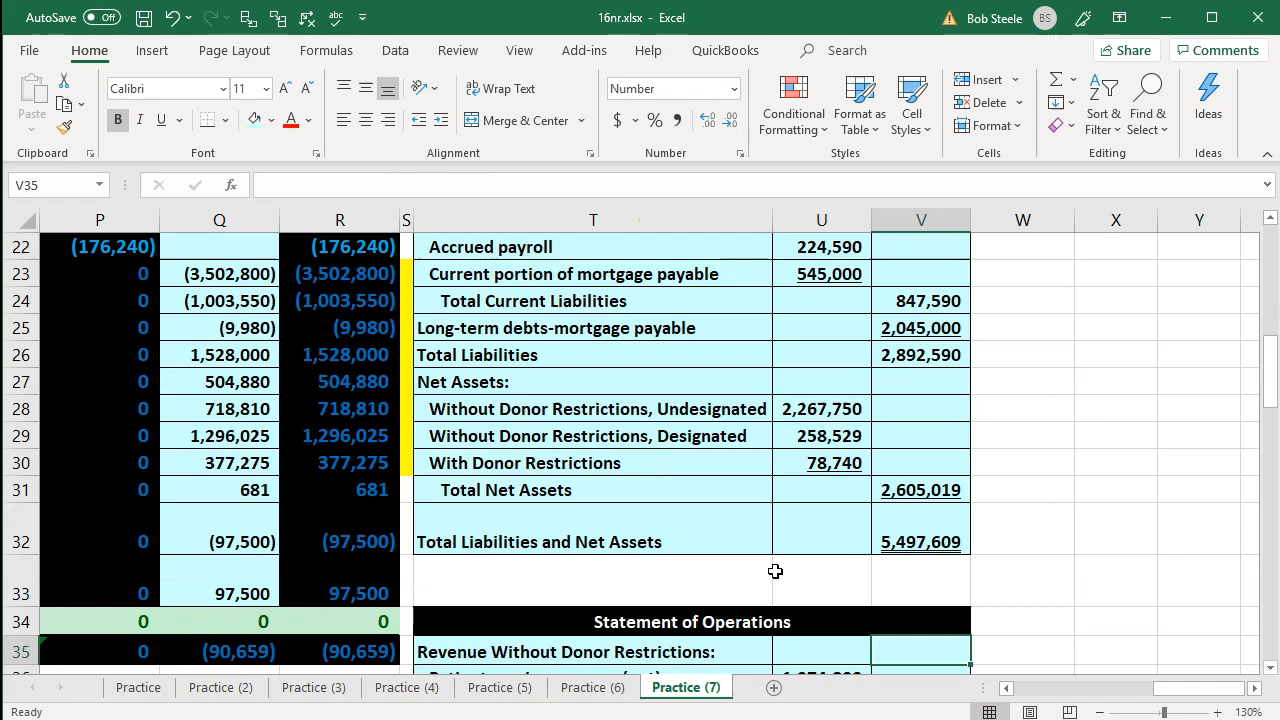 AutoSave Off 16nr.xlsx - Excel Bob Steele BS
File Home Insert Page Layout Formulas Data Review View Add-ins Help QuickBooks Search Share Comments
Paste Calibri 11 Wrap Text Number Conditional Formatting Format as Table Cell Styles Insert Sort & Filter Find & Select Ideas
B I U A Merge & Center $ % Delete
Format
Clipboard Font Alignment Number Styles Cells Editing Ideas
V35 fx
P Q R S T U V W X Y
22 (176,240) (176,240) Accrued payroll 224,590
23 0 (3,502,800) (3,502,800) Current portion of mortgage payable 545,000
24 0 (1,003,550) (1,003,550) Total Current Liabilities 847,590
25 0 (9,980) (9,980) Long-term debts-mortgage payable 2,045,000
26 0 1,528,000 1,528,000 Total Liabilities 2,892,590
27 0 504,880 504,880 Net Assets:
28 0 718,810 718,810 Without Donor Restrictions, Undesignated 2,267,750
29 0 1,296,025 1,296,025 Without Donor Restrictions, Designated 258,529
30 0 377,275 377,275 With Donor Restrictions 78,740
31 0 681 681 Total Net Assets 2,605,019
32 0 (97,500) (97,500) Total Liabilities and Net Assets 5,497,609
33 0 97,500 97,500
34 0 0 0 Statement of Operations
35 0 (90,659) (90,659) Revenue Without Donor Restrictions:
Practice Practice (2) Practice (3) Practice (4) Practice (5) Practice (6) Practice (7)
Ready 130%